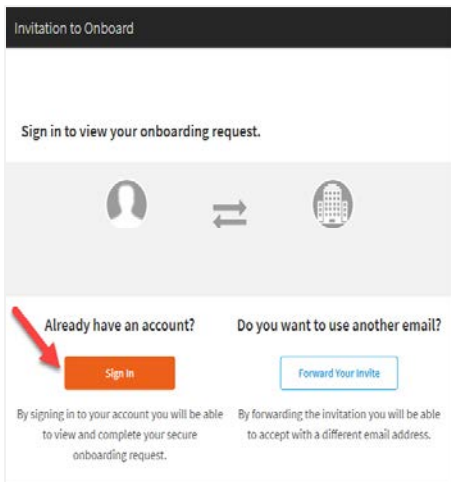 Invitation to Onboard
Sign in to view your onboarding request.
Already have an account?
Sign In
By signing in to your account you will be able
to view and complete your secure
onboarding request.
Do you want to use another email?
Forward Your Invite
By forwarding the invitation you will be able
to accept with a different email address.